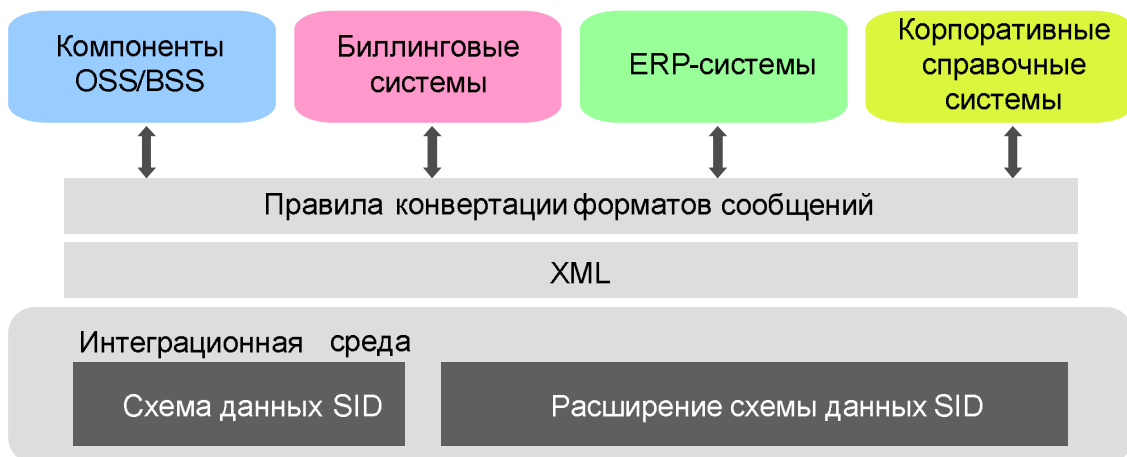 Компоненты
OSS/BSS
Биллинговые
системы
ERP-системы
Корпоративные
справочные
системы
Правила конвертации форматов сообщений
XML
Интеграционная среда
Схема данных SID
Расширение схемы данных SID